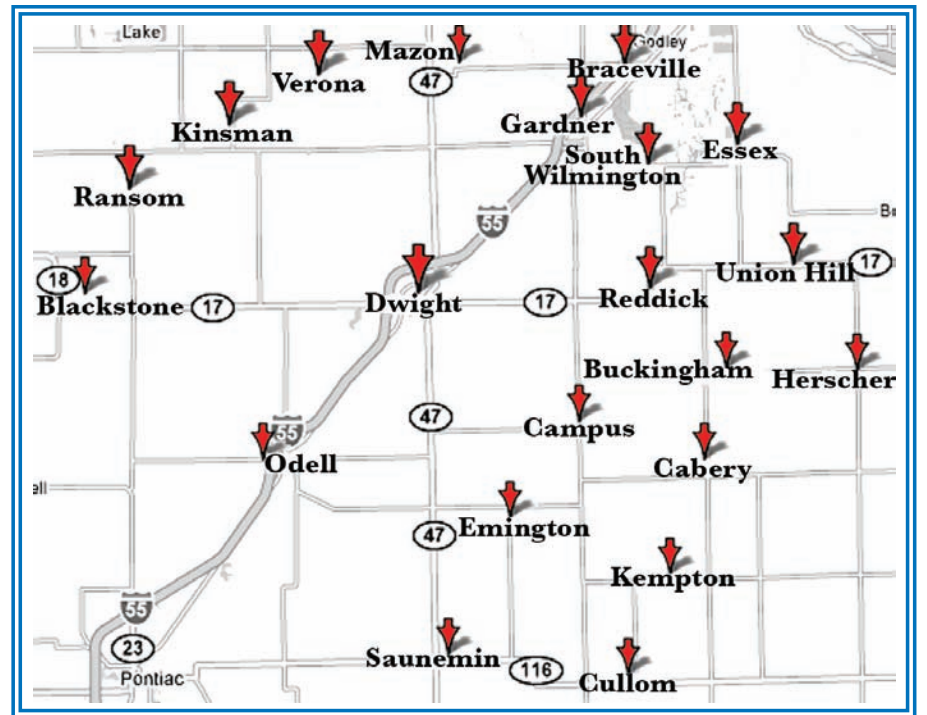 Lake
Mazon
Godley
Verona
47
Braceville
Kinsman
Gardner
South
Wilmington
Essex
Ransom
55
18
Blackstone
17
Dwight
17
Reddick
Union Hill
17
Buckingham
Herscher
47
Campus
55
Odell
Cabery
Emington
47
Kempton
55
23
Pontiac
Saunemin
116
Cullom